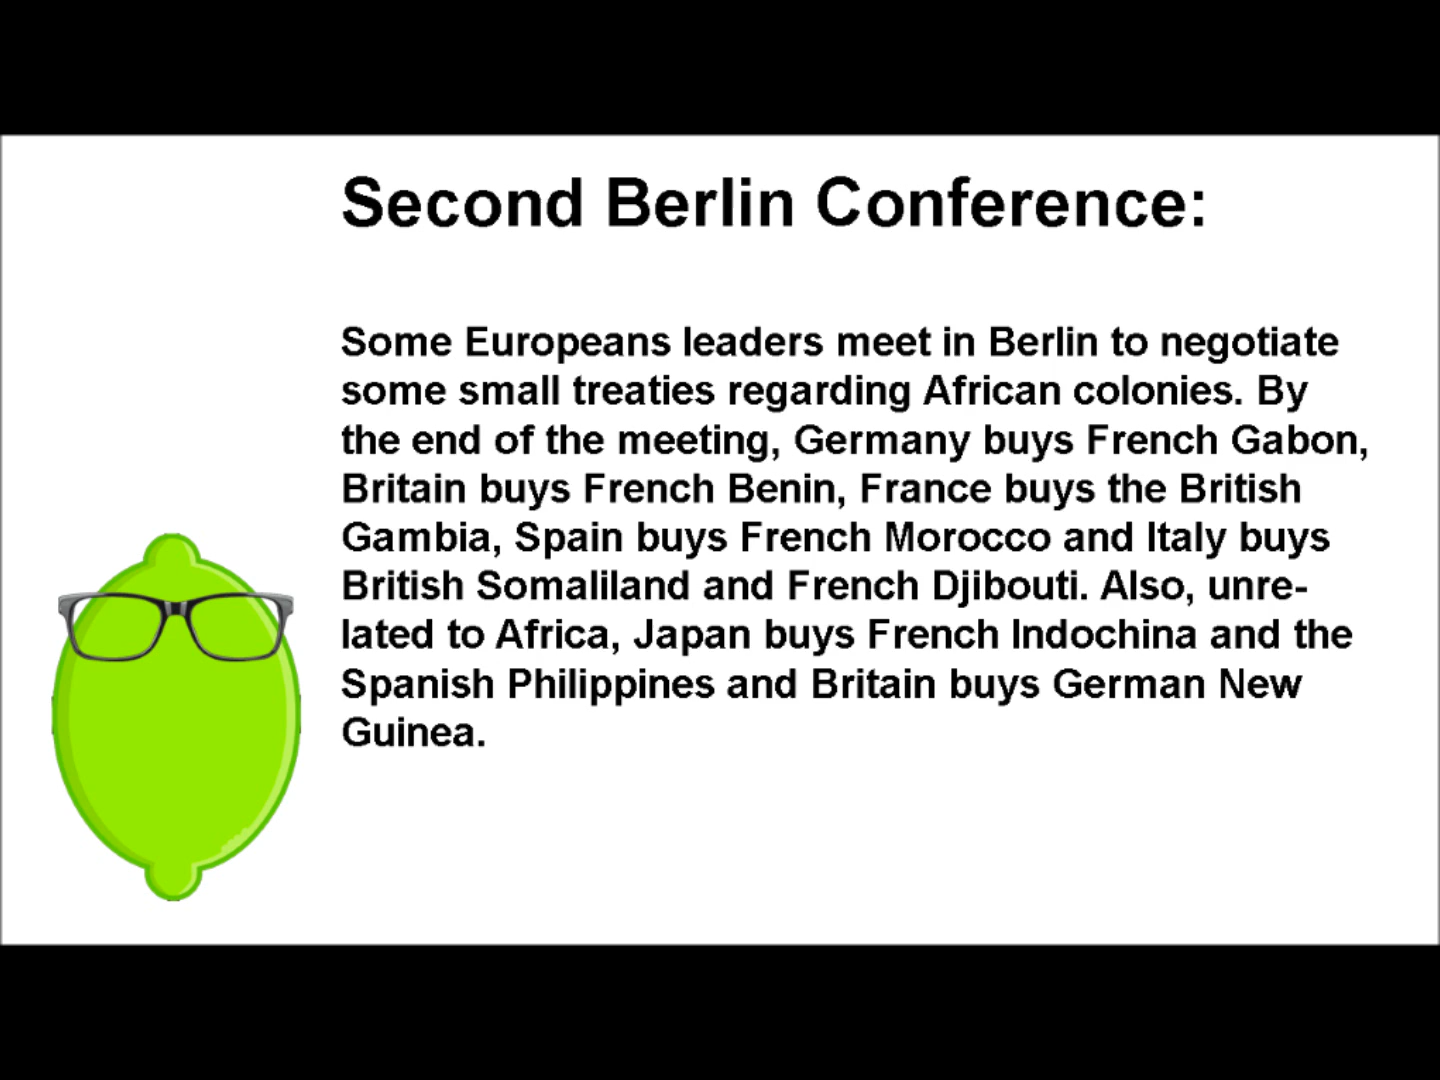 Second Berlin Conference:
Some Europeans leaders meet in Berlin to negotiate
some small treaties regarding African colonies. By
the end of the meeting, Germany buys French Gabon,
Britain buys French Benin, France buys the British
Gambia, Spain buys French Morocco and Italy buys
British Somaliland and French Djibouti. Also, unre-
lated to Africa, Japan buys French Indochina and the
Spanish Philippines and Britain buys German New
Guinea.